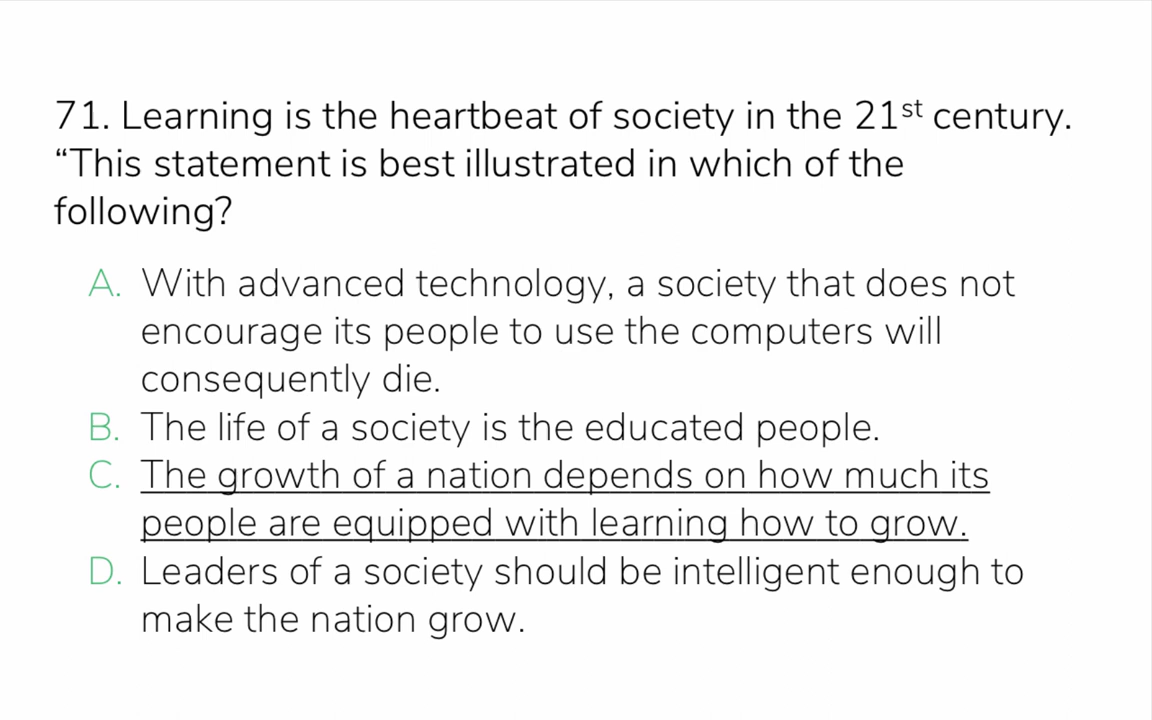 71. Learning is the heartbeat of society in the 21st century.
“This statement is best illustrated in which of the
following?
A. With advanced technology, a society that does not
encourage its people to use the computers will
consequently die.
B. The life of a society is the educated people.
C. The growth of a nation depends on how much its
people are equipped with learning how to grow.
D. Leaders of a society should be intelligent enough to
make the nation grow.